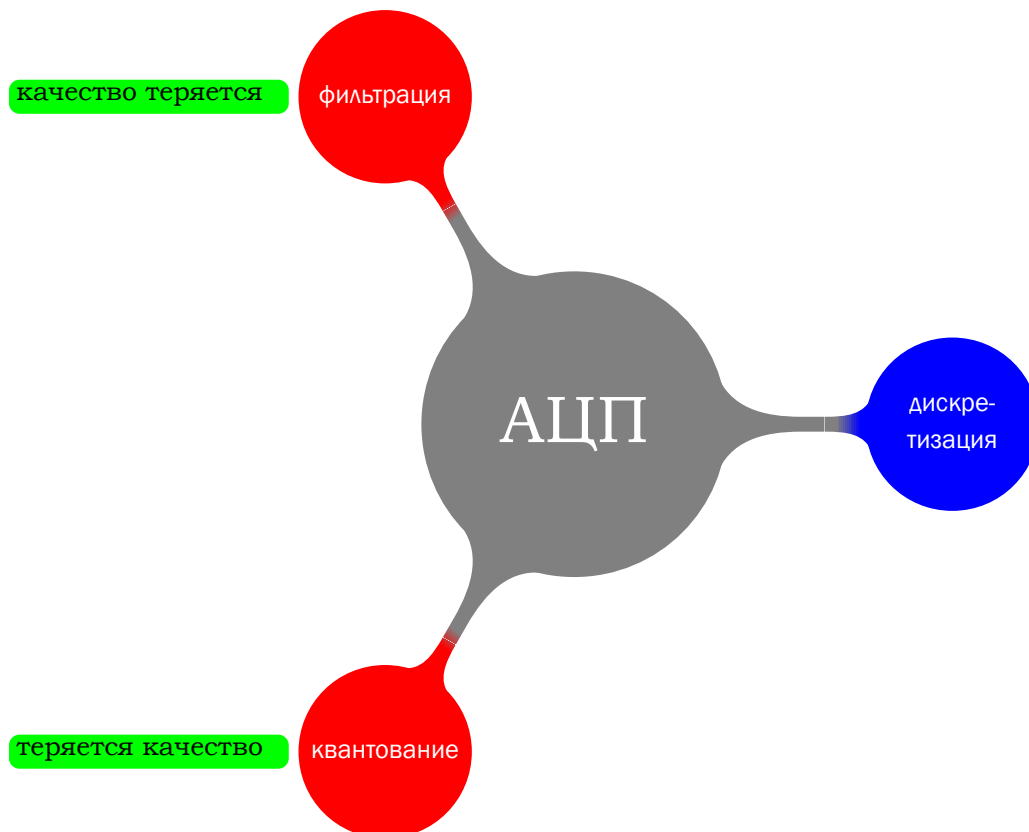 качество теряется
фильтрация
АЦП
дискре-
тизация
теряется качество
квантование